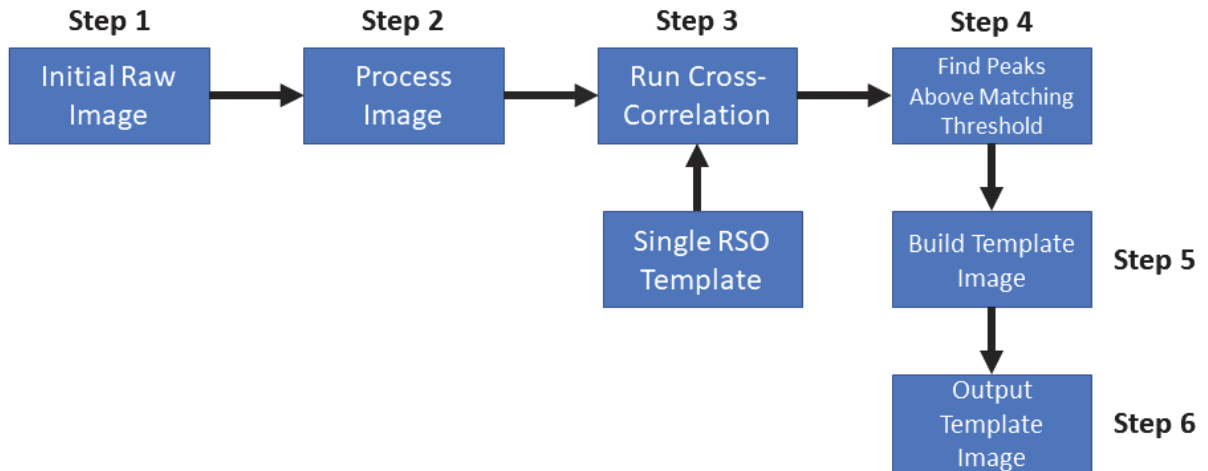 Step 1
Step 2
Step 3
Step 4
Initial Raw
Image
Process
Image
Run Cross-
Correlation
Find Peaks
Above Matching
Threshold
Single RSO
Template
Build Template
Image
Step 5
Output
Template
Image
Step 6